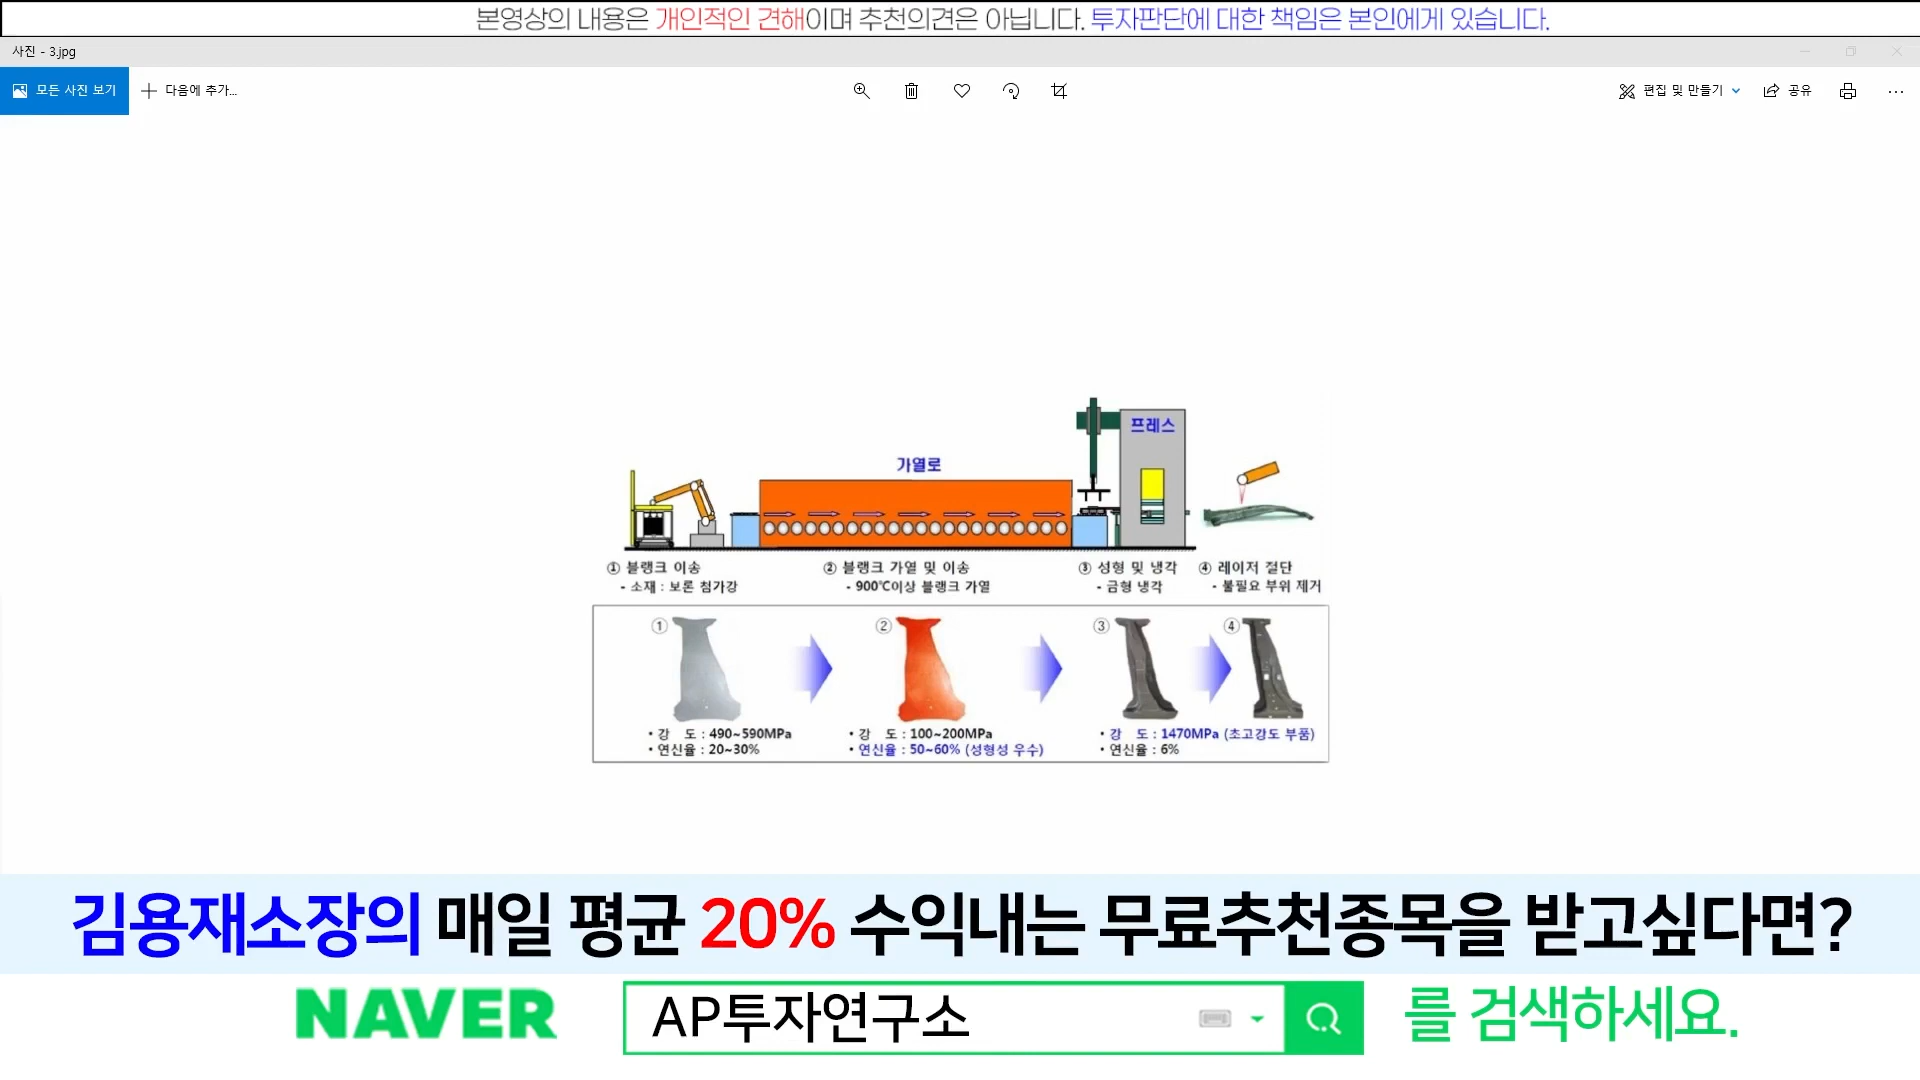 본영상의 내용은 개인적인 견해이며 추천의견은 아닙니다. 투자판단에 대한 책임은 본인에게 있습니다.
사진 - 3.jpg
모든 사진 보기
다음에 추가...
편집 및 만들기
공유
프레스
가열로
① 블랭크 이송
- 소재 : 보론 첨가강
② 블랭크 가열 및 이송
- 900℃이상 블랭크 가열
③ 성형 및 냉각
- 금형 냉각
④ 레이저 절단
- 불필요 부위 제거
① ② ③ ④
• 강 도 : 490~590MPa
• 연신율 : 20~30%
• 강 도 : 100~200MPa
• 연신율 : 50~60% (성형성 우수)
• 강 도 : 1470MPa (초고강도 부품)
• 연신율 : 6%
김용재소장의 매일 평균 20% 수익내는 무료추천종목을 받고싶다면?
NAVER AP투자연구소 를 검색하세요.